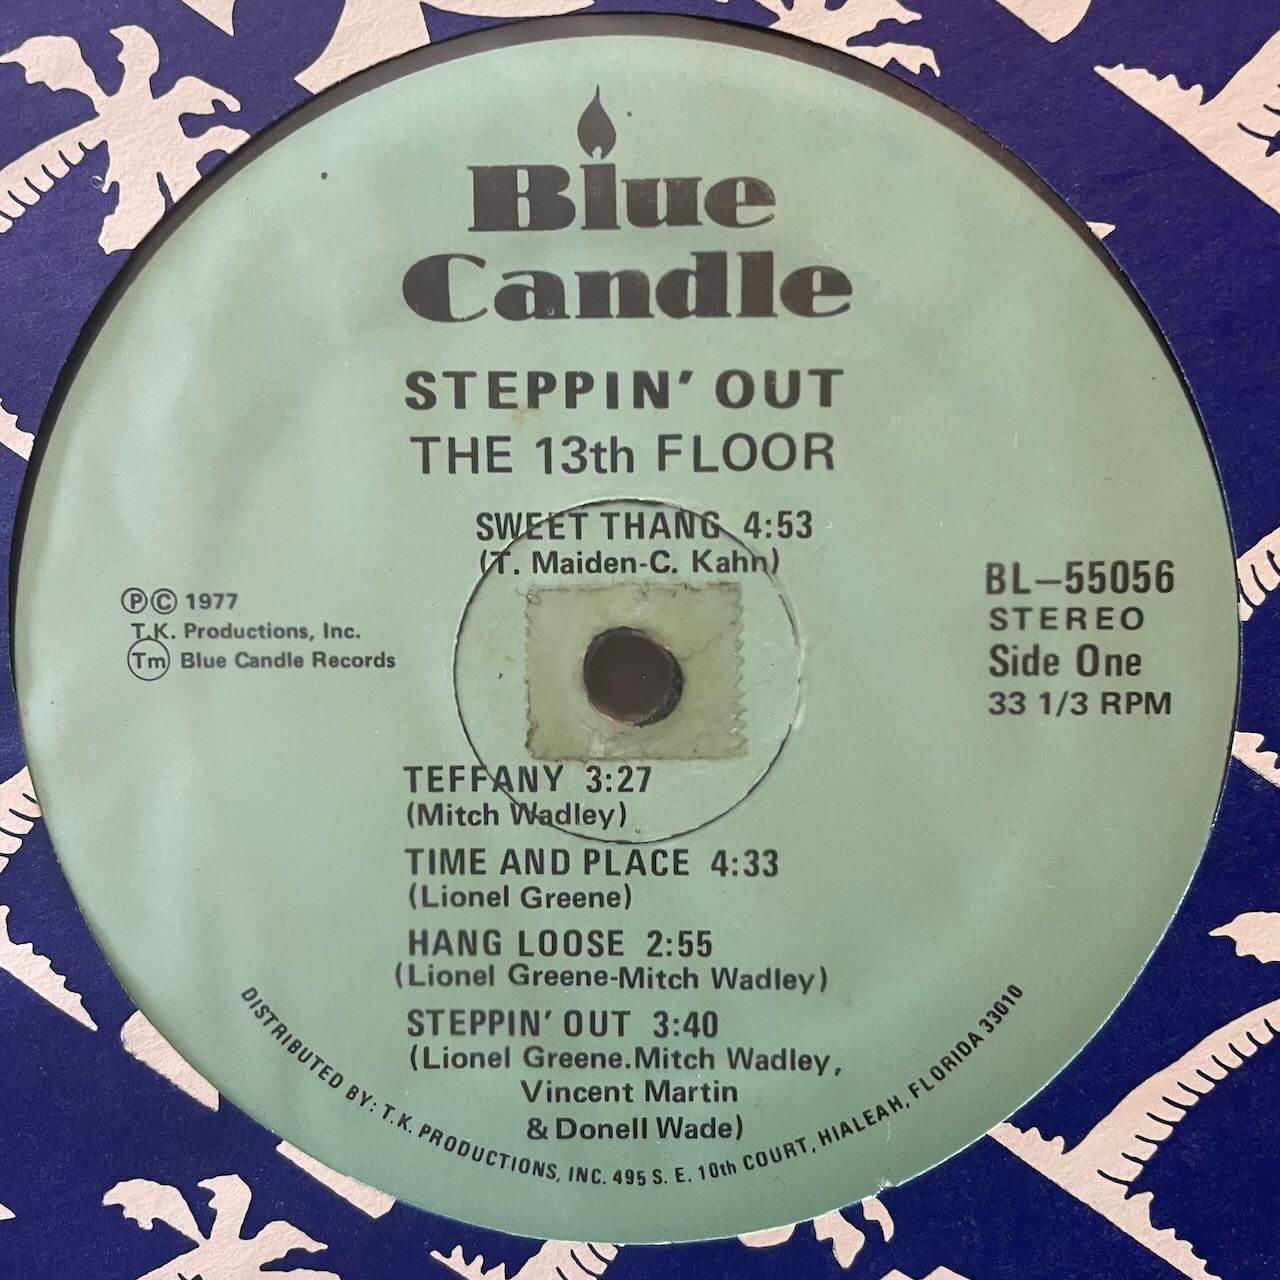 Blue
Candle
STEPPIN' OUT
THE 13th FLOOR
SWEET THANG 4:53
(T. Maiden-C. Kahn)
Ⓟ© 1977
T.K. Productions, Inc.
Tm Blue Candle Records
BL-55056
STEREO
Side One
33 1/3 RPM
TEFFANY 3:27
(Mitch Wadley)
TIME AND PLACE 4:33
(Lionel Greene)
HANG LOOSE 2:55
(Lionel Greene-Mitch Wadley)
STEPPIN' OUT 3:40
(Lionel Greene.Mitch Wadley,
Vincent Martin
& Donell Wade)
DISTRIBUTED BY: T.K. PRODUCTIONS, INC. 495 S. E. 10th COURT, HIALEAH, FLORIDA 33010